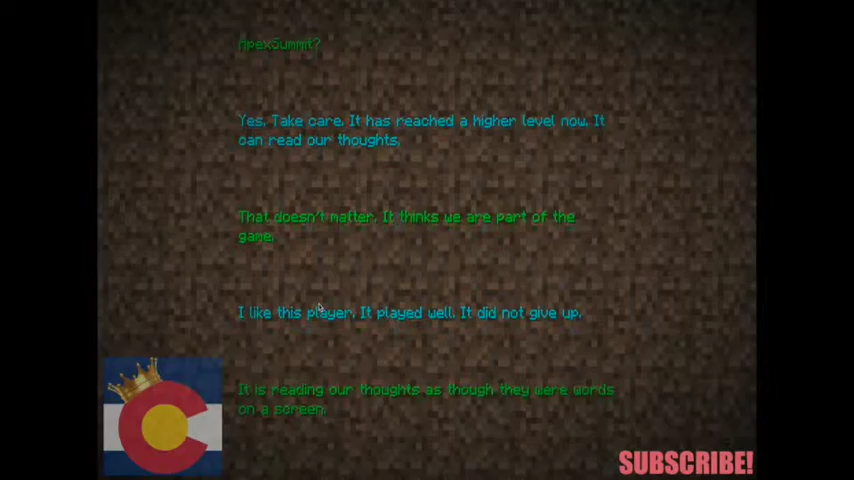 ApexSummit?
Yes. Take care. It has reached a higher level now. It
can read our thoughts.
That doesn't matter. It thinks we are part of the
game.
I like this player. It played well. It did not give up.
It is reading our thoughts as though they were words
on a screen.
SUBSCRIBE!